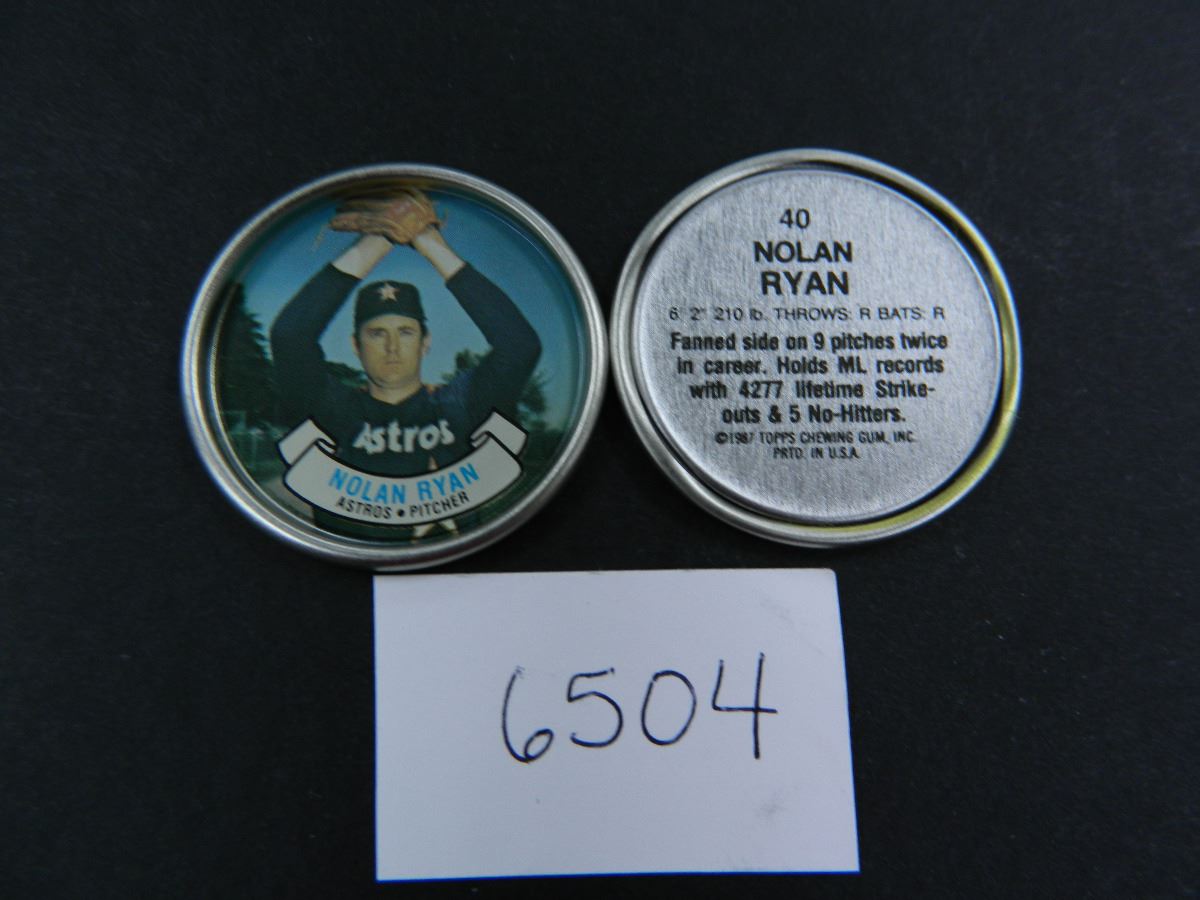 Astros
NOLAN RYAN
ASTROS • PITCHER
40
NOLAN
RYAN
6' 2" 210 lb. THROWS: R BATS: R
Fanned side on 9 pitches twice
in career. Holds ML records
with 4277 lifetime Strike-
outs & 5 No-Hitters.
©1987 TOPPS CHEWING GUM, INC.
PRTD. IN U.S.A.
6504